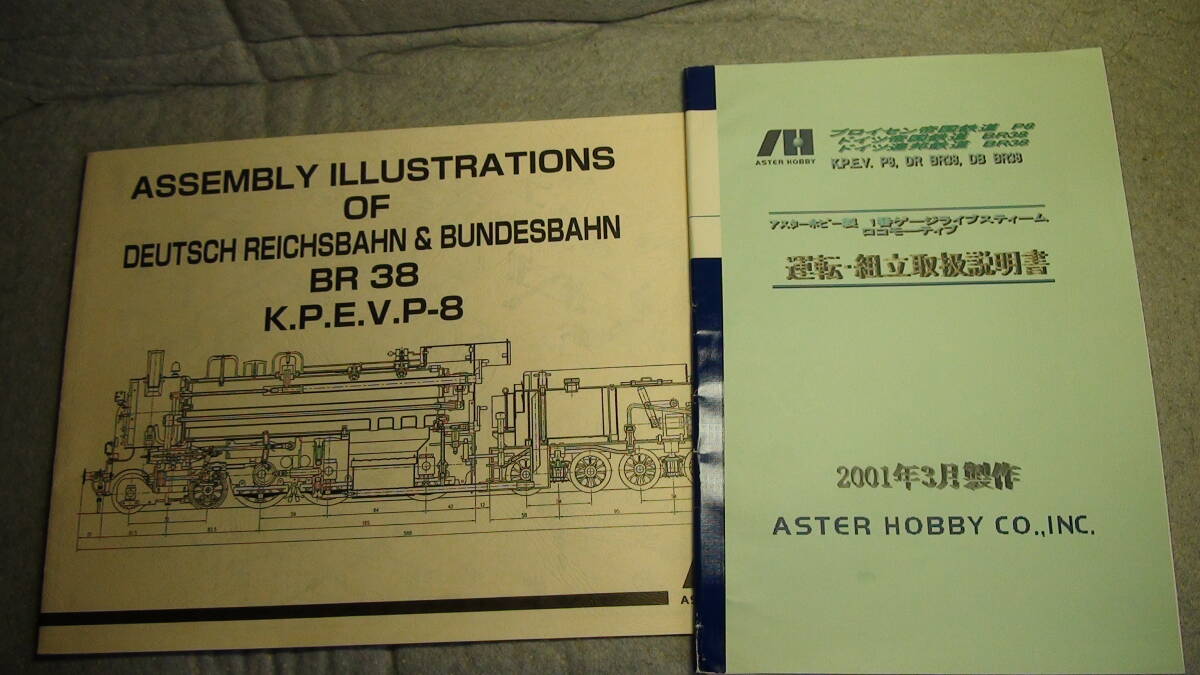 ASSEMBLY ILLUSTRATIONS
OF
DEUTSCH REICHSBAHN & BUNDESBAHN
BR 38
K.P.E.V.P-8
ASTER HOBBY
プロイセン帝国鉄道 P8
ドイツ帝国鉄道 BR38
ドイツ連邦鉄道 BR38
K.P.E.V. P8, DR BR38, DB BR38
アスターホビー製 1番ゲージライブスティーム
ロコモーティブ
運転・組立取扱説明書
2001年3月製作
ASTER HOBBY CO.,INC.